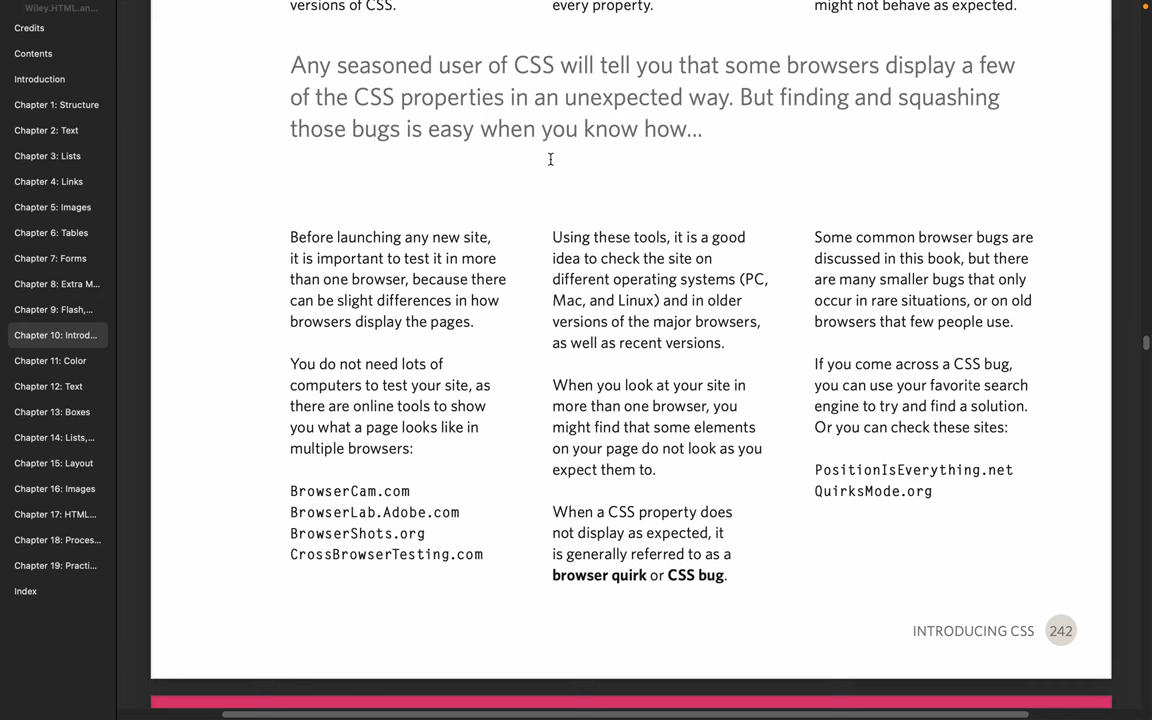 Wiley.HTML.an...
Credits
Contents
Introduction
Chapter 1: Structure
Chapter 2: Text
Chapter 3: Lists
Chapter 4: Links
Chapter 5: Images
Chapter 6: Tables
Chapter 7: Forms
Chapter 8: Extra M...
Chapter 9: Flash,...
Chapter 10: Introd...
Chapter 11: Color
Chapter 12: Text
Chapter 13: Boxes
Chapter 14: Lists,...
Chapter 15: Layout
Chapter 16: Images
Chapter 17: HTML...
Chapter 18: Proces...
Chapter 19: Practi...
Index
versions of CSS.
every property.
might not behave as expected.
Any seasoned user of CSS will tell you that some browsers display a few
of the CSS properties in an unexpected way. But finding and squashing
those bugs is easy when you know how...
Before launching any new site,
it is important to test it in more
than one browser, because there
can be slight differences in how
browsers display the pages.
You do not need lots of
computers to test your site, as
there are online tools to show
you what a page looks like in
multiple browsers:
BrowserCam.com
BrowserLab.Adobe.com
BrowserShots.org
CrossBrowserTesting.com
Using these tools, it is a good
idea to check the site on
different operating systems (PC,
Mac, and Linux) and in older
versions of the major browsers,
as well as recent versions.
When you look at your site in
more than one browser, you
might find that some elements
on your page do not look as you
expect them to.
When a CSS property does
not display as expected, it
is generally referred to as a
browser quirk or CSS bug.
Some common browser bugs are
discussed in this book, but there
are many smaller bugs that only
occur in rare situations, or on old
browsers that few people use.
If you come across a CSS bug,
you can use your favorite search
engine to try and find a solution.
Or you can check these sites:
PositionIsEverything.net
QuirksMode.org
INTRODUCING CSS 242